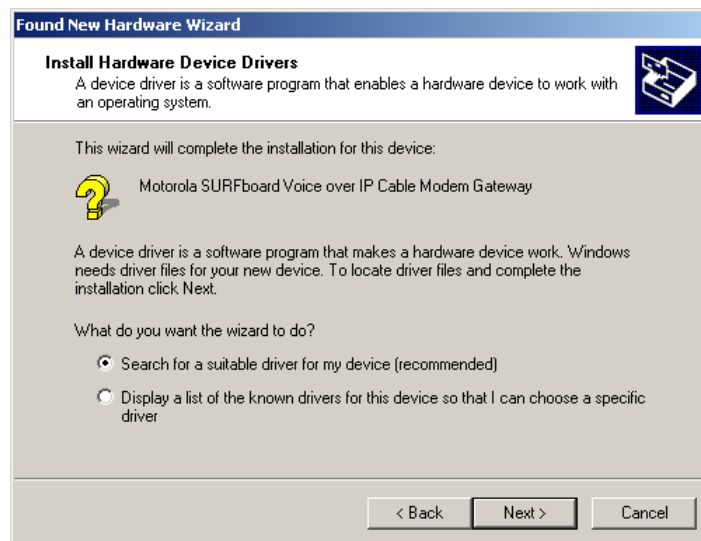 Found New Hardware Wizard
Install Hardware Device Drivers
A device driver is a software program that enables a hardware device to work with
an operating system.
This wizard will complete the installation for this device:
Motorola SURFboard Voice over IP Cable Modem Gateway
A device driver is a software program that makes a hardware device work. Windows
needs driver files for your new device. To locate driver files and complete the
installation click Next.
What do you want the wizard to do?
Search for a suitable driver for my device (recommended)
Display a list of the known drivers for this device so that I can choose a specific
driver
< Back Next > Cancel